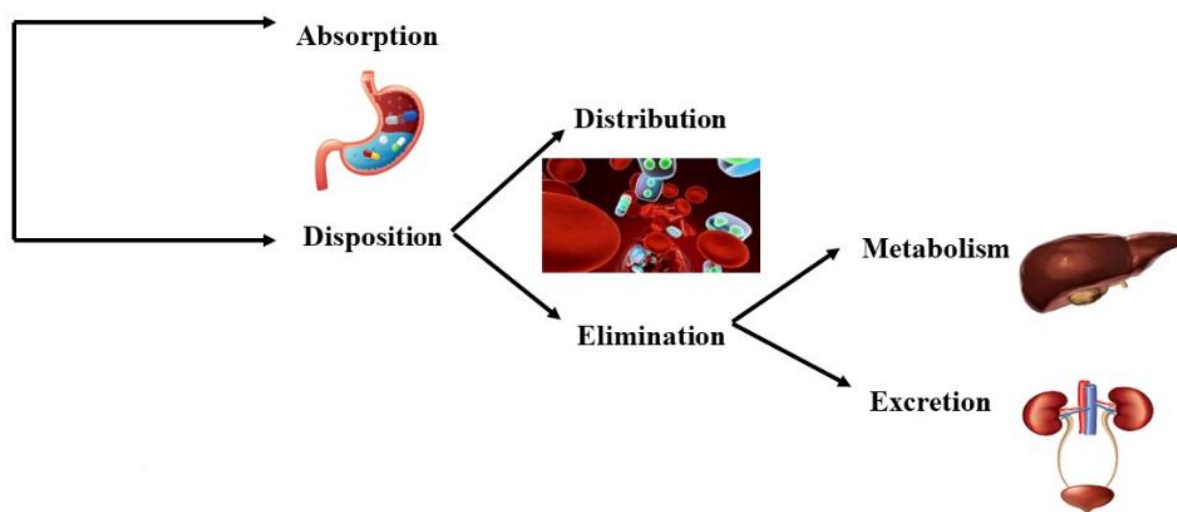 Absorption
Distribution
Disposition
Metabolism
Elimination
Excretion